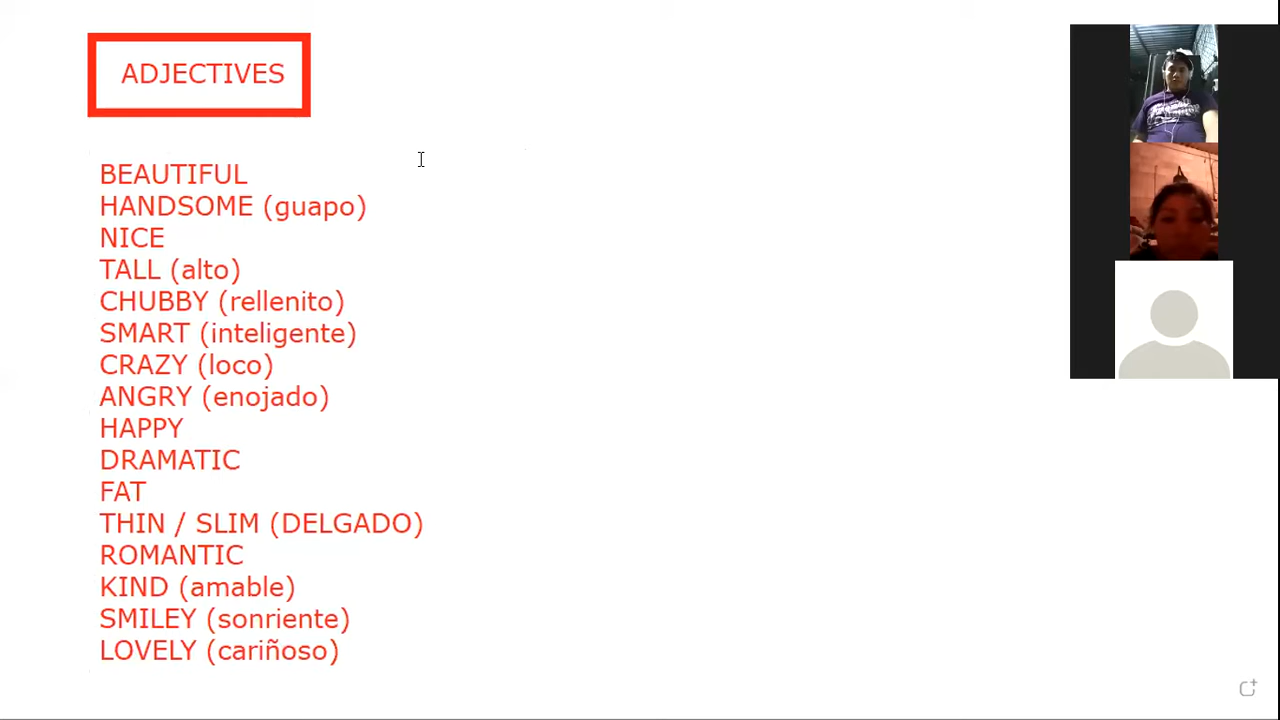 ADJECTIVES
BEAUTIFUL
HANDSOME (guapo)
NICE
TALL (alto)
CHUBBY (rellenito)
SMART (inteligente)
CRAZY (loco)
ANGRY (enojado)
HAPPY
DRAMATIC
FAT
THIN / SLIM (DELGADO)
ROMANTIC
KIND (amable)
SMILEY (sonriente)
LOVELY (cariñoso)